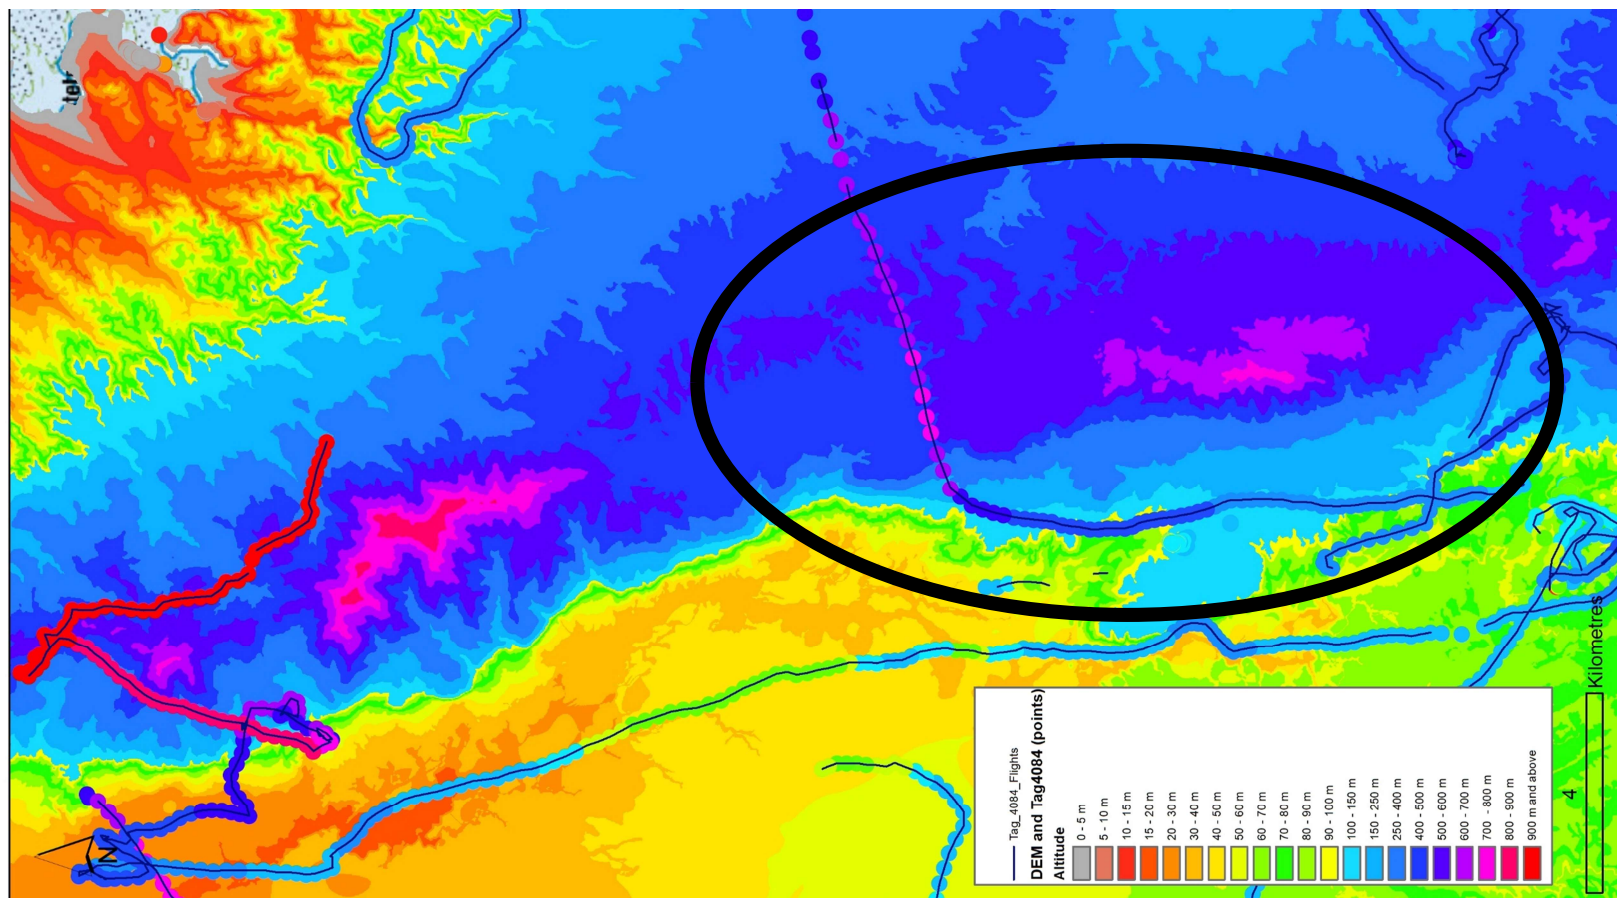 Tag_4084_Flights
DEM and Tag4084 (points)
Altitude
0 - 5 m
5 - 10 m
10 - 15 m
15 - 20 m
20 - 30 m
30 - 40 m
40 - 50 m
50 - 60 m
60 - 70 m
70 - 80 m
80 - 90 m
90 - 100 m
100 - 150 m
150 - 250 m
250 - 400 m
400 - 500 m
500 - 600 m
600 - 700 m
700 - 800 m
800 - 900 m
900 m and above
4
Kilometres
N